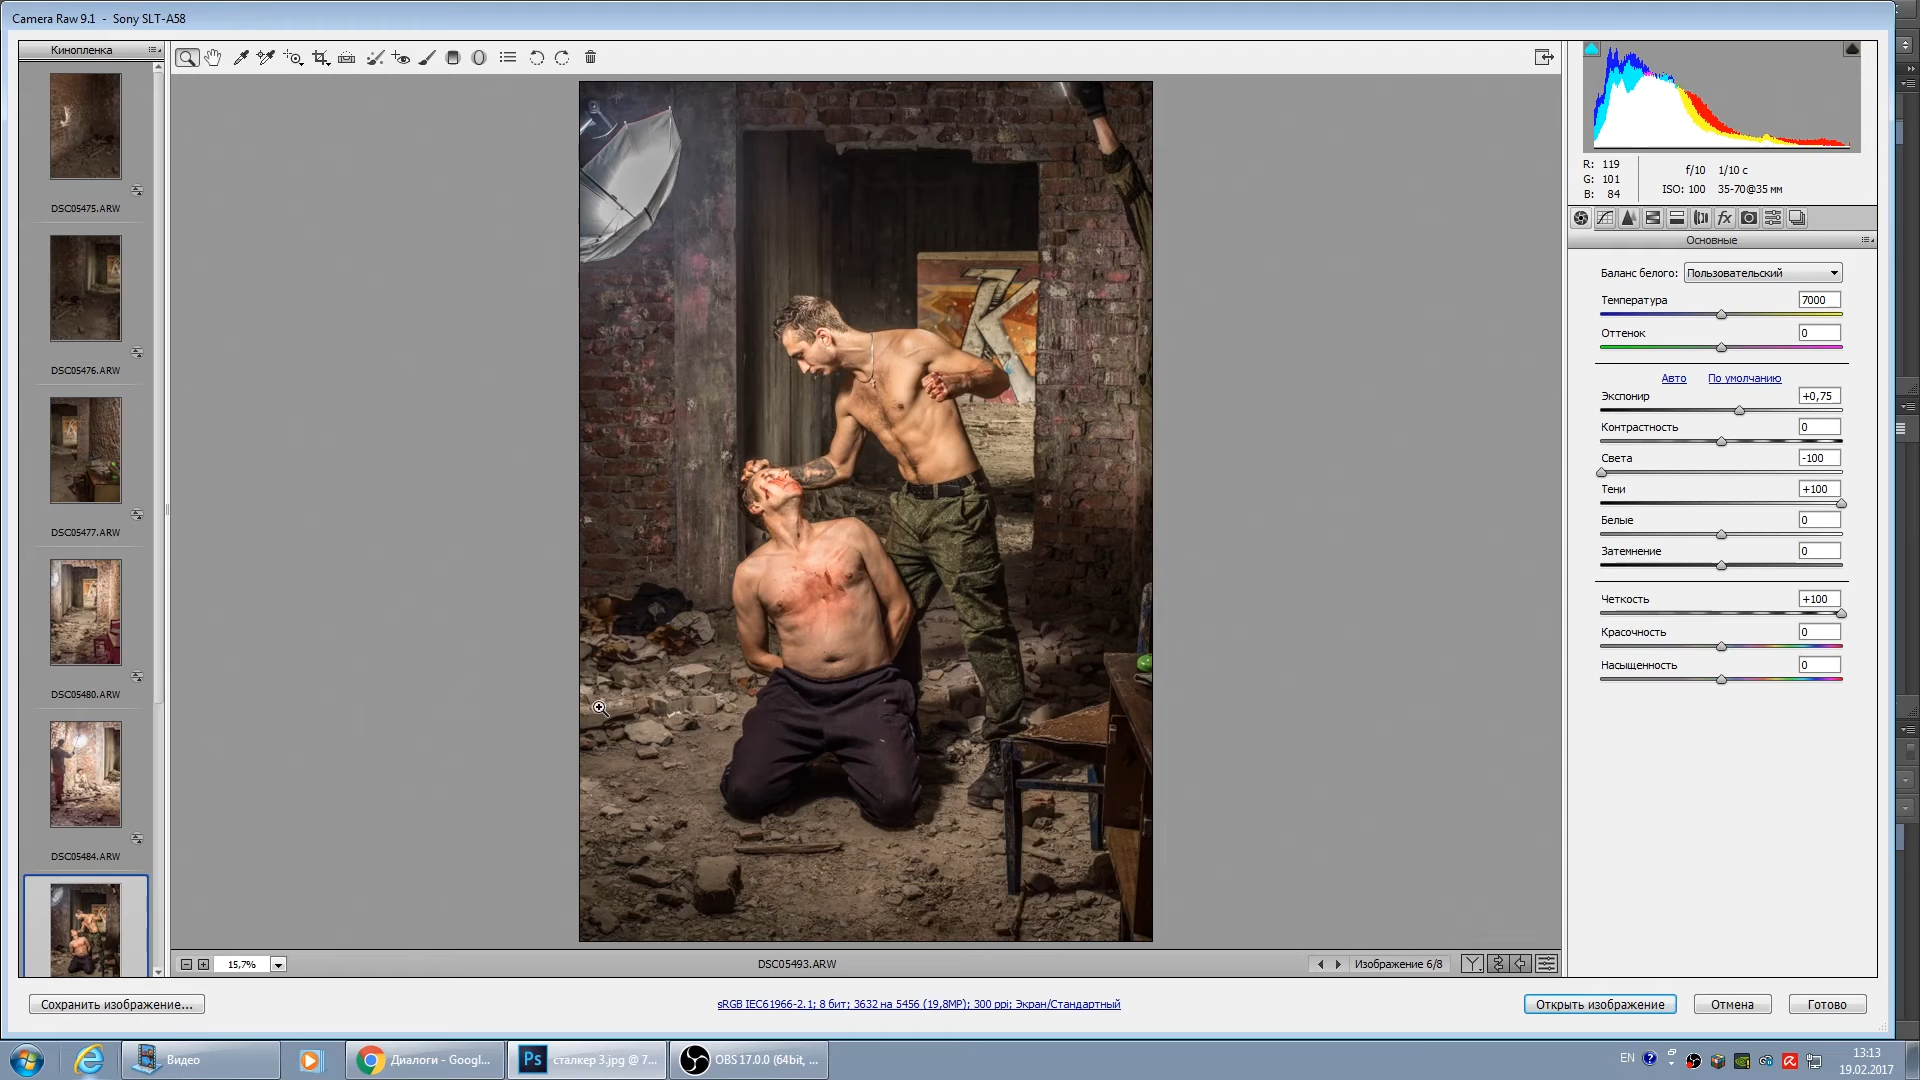 Camera Raw 9.1 - Sony SLT-A58
Кинопленка
DSC05475.ARW
DSC05476.ARW
DSC05477.ARW
DSC05480.ARW
DSC05484.ARW
R: 119
G: 101
B: 84
f/10 1/10 с
ISO: 100 35-70@35 мм
Основные
Баланс белого: Пользовательский
Температура 7000
Оттенок 0
Авто По умолчанию
Экспонир +0,75
Контрастность 0
Света -100
Тени +100
Белые 0
Затемнение 0
Четкость +100
Красочность 0
Насыщенность 0
15,7%
DSC05493.ARW
Изображение 6/8
Сохранить изображение...
sRGB IEC61966-2.1; 8 бит; 3632 на 5456 (19,8MP); 300 ppi; Экран/Стандартный
Открыть изображение
Отмена
Готово
Видео
Диалоги - Googl...
Ps
сталкер 3.jpg @ 7...
OBS 17.0.0 (64bit, ...
EN
13:13
19.02.2017